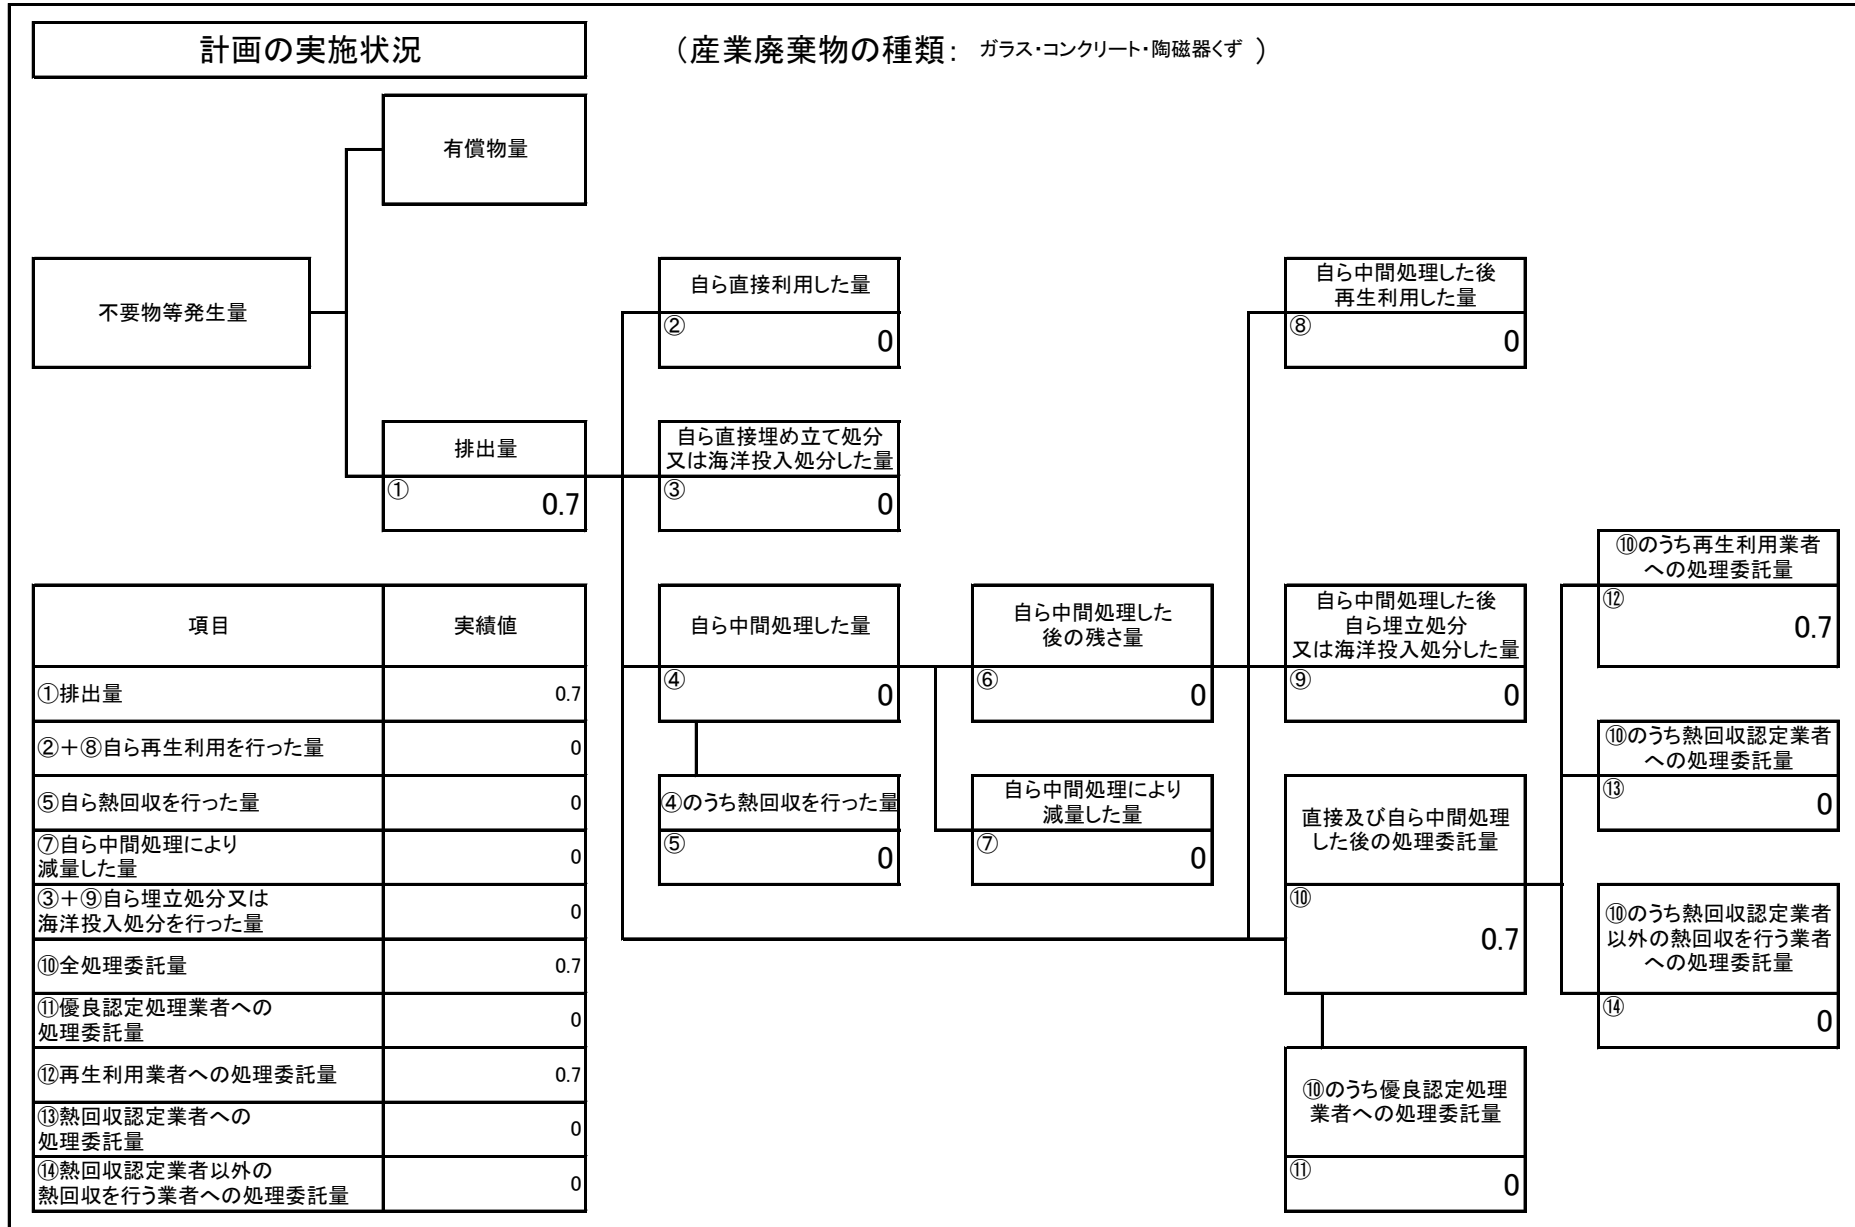 計画の実施状況
（産業廃棄物の種類： ガラス・コンクリート・陶磁器くず ）
有償物量
不要物等発生量
自ら直接利用した量
②
0
自ら中間処理した後
再生利用した量
⑧
0
排出量
①
0.7
自ら直接埋め立て処分
又は海洋投入処分した量
③
0
自ら中間処理した量
④
0
自ら中間処理した
後の残さ量
⑥
0
自ら中間処理した後
自ら埋立処分
又は海洋投入処分した量
⑨
0
⑩のうち再生利用業者
への処理委託量
⑫
0.7
④のうち熱回収を行った量
⑤
0
自ら中間処理により
減量した量
⑦
0
直接及び自ら中間処理
した後の処理委託量
⑩
0.7
⑩のうち熱回収認定業者
への処理委託量
⑬
0
⑩のうち熱回収認定業者
以外の熱回収を行う業者
への処理委託量
⑭
0
⑩のうち優良認定処理
業者への処理委託量
⑪
0
項目 実績値
①排出量 0.7
②＋⑧自ら再生利用を行った量 0
⑤自ら熱回収を行った量 0
⑦自ら中間処理により
減量した量 0
③＋⑨自ら埋立処分又は
海洋投入処分を行った量 0
⑩全処理委託量 0.7
⑪優良認定処理業者への
処理委託量 0
⑫再生利用業者への処理委託量 0.7
⑬熱回収認定業者への
処理委託量 0
⑭熱回収認定業者以外の
熱回収を行う業者への処理委託量 0